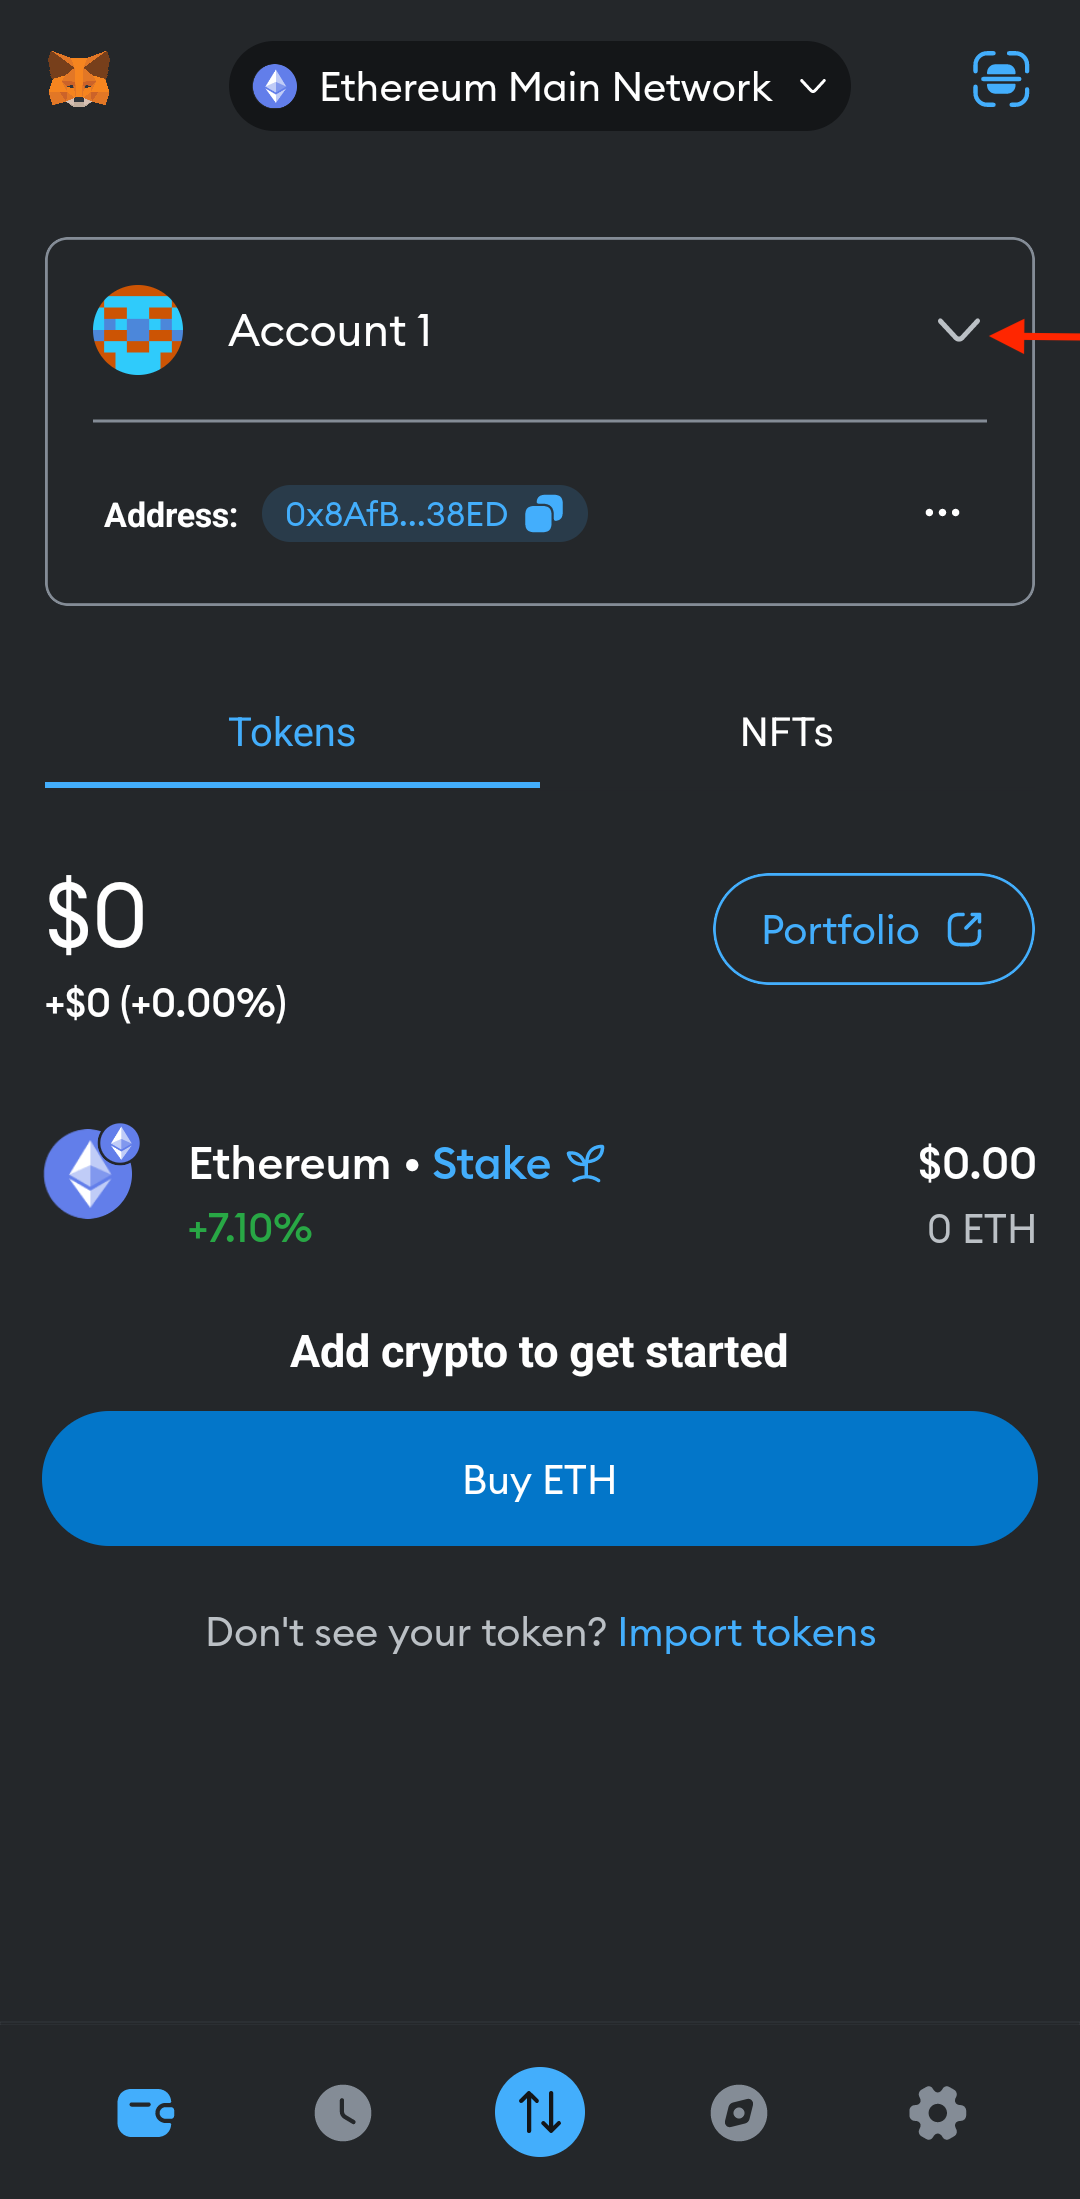 Ethereum Main Network
Account 1
Address: 0x8AfB...38ED
Tokens NFTs
$0
Portfolio
+$0 (+0.00%)
Ethereum • Stake $0.00
+7.10% 0 ETH
Add crypto to get started
Buy ETH
Don't see your token? Import tokens